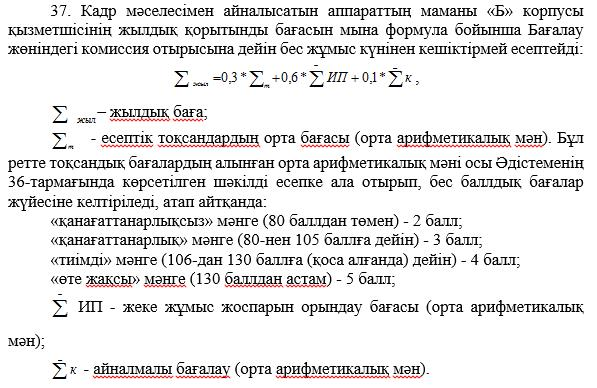 37. Кадр мәселесімен айналысатын аппараттың маманы «Б» корпусы
қызметшісінің жылдық қорытынды бағасын мына формула бойынша Бағалау
жөніндегі комиссия отырысына дейін бес жұмыс күнінен кешіктірмей есептейді:
∑ жыл =0,3*∑ т +0,6*∑̄ ИП +0,1*∑̄ к ,
∑ жыл – жылдық баға;
∑ т - есептік тоқсандардың орта бағасы (орта арифметикалық мән). Бұл
ретте тоқсандық бағалардың алынған орта арифметикалық мәні осы Әдістеменің
36-тармағында көрсетілген шәкілді есепке ала отырып, бес баллдық бағалар
жүйесіне келтіріледі, атап айтқанда:
«қанағаттанарлықсыз» мәнге (80 баллдан төмен) - 2 балл;
«қанағаттанарлық» мәнге (80-нен 105 баллға дейін) - 3 балл;
«тиімді» мәнге (106-дан 130 баллға (қоса алғанда) дейін) - 4 балл;
«өте жақсы» мәнге (130 баллдан астам) - 5 балл;
∑̄ ИП - жеке жұмыс жоспарын орындау бағасы (орта арифметикалық
мән);
∑̄ к - айналмалы бағалау (орта арифметикалық мән).